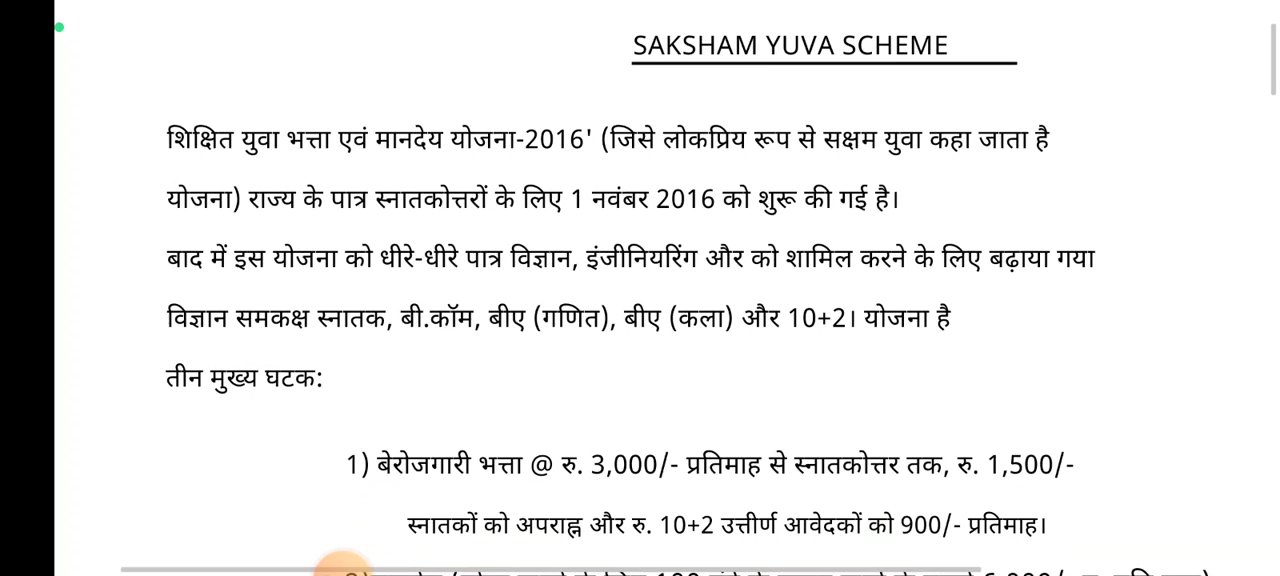 SAKSHAM YUVA SCHEME
शिक्षित युवा भत्ता एवं मानदेय योजना-2016' (जिसे लोकप्रिय रूप से सक्षम युवा कहा जाता है
योजना) राज्य के पात्र स्नातकोत्तरों के लिए 1 नवंबर 2016 को शुरू की गई है।
बाद में इस योजना को धीरे-धीरे पात्र विज्ञान, इंजीनियरिंग और को शामिल करने के लिए बढ़ाया गया
विज्ञान समकक्ष स्नातक, बी.कॉम, बीए (गणित), बीए (कला) और 10+2। योजना है
तीन मुख्य घटक:
1) बेरोजगारी भत्ता @ रु. 3,000/- प्रतिमाह से स्नातकोत्तर तक, रु. 1,500/-
स्नातकों को अपराह्न और रु. 10+2 उत्तीर्ण आवेदकों को 900/- प्रतिमाह।